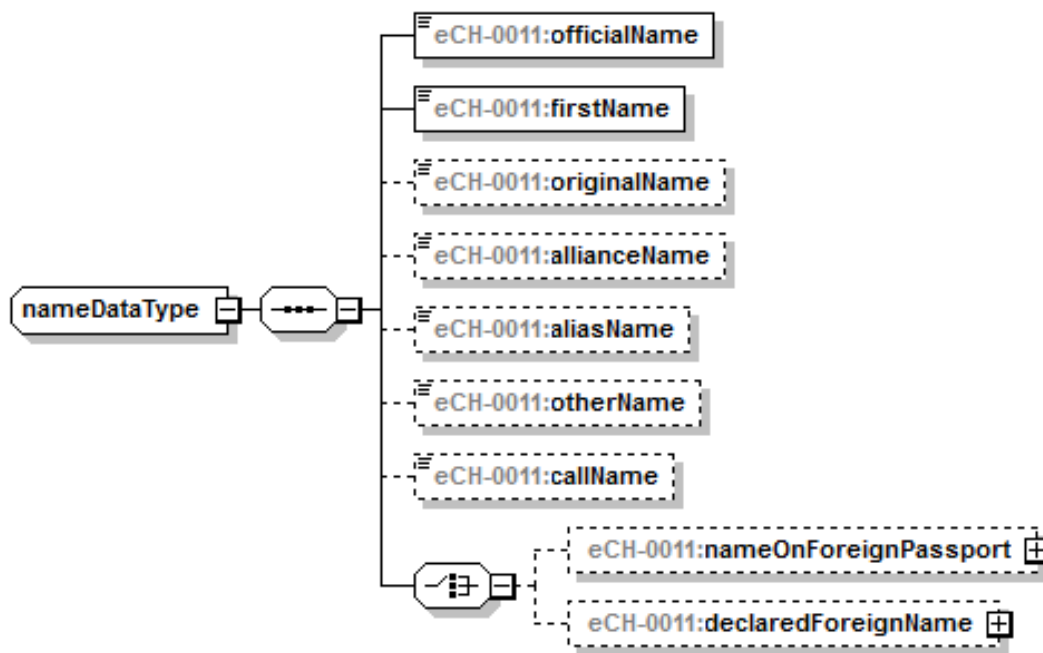 eCH-0011:officialName
eCH-0011:firstName
eCH-0011:originalName
eCH-0011:allianceName
nameDataType
eCH-0011:aliasName
eCH-0011:otherName
eCH-0011:callName
eCH-0011:nameOnForeignPassport
eCH-0011:declaredForeignName